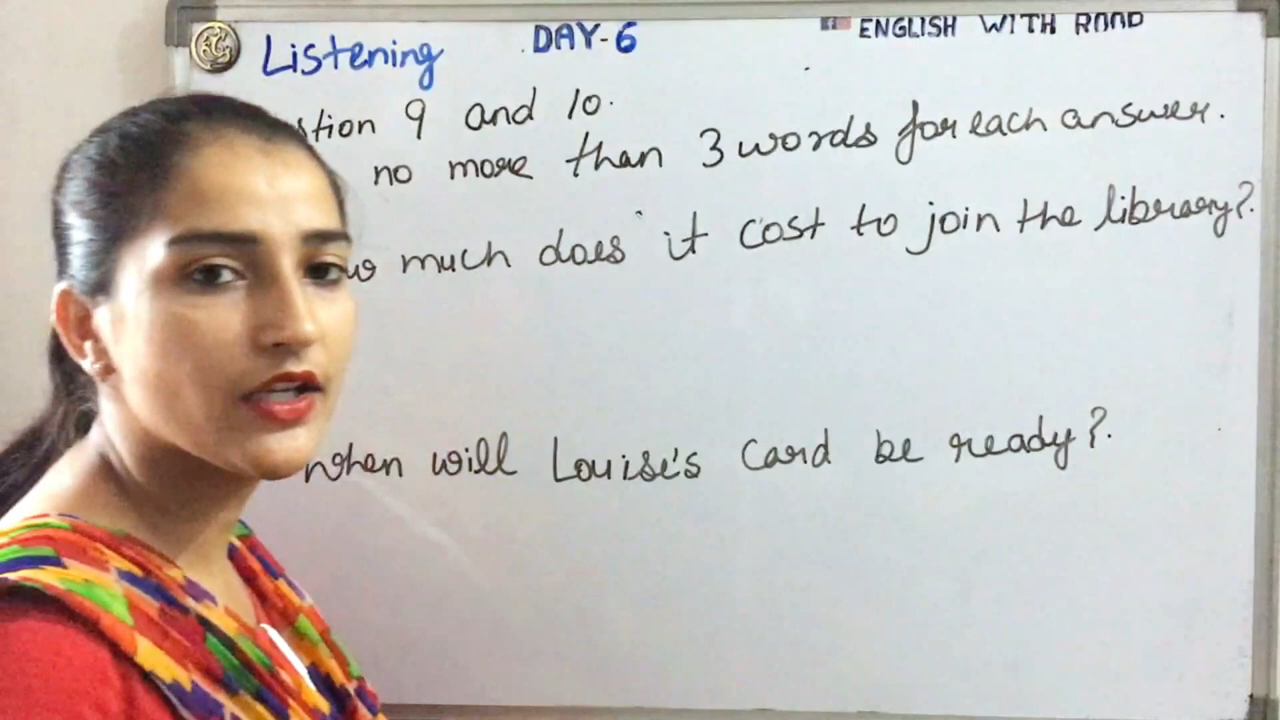 Listening DAY-6 ENGLISH WITH ROAD
stion 9 and 10.
no more than 3 words for each answer.
w much does it cost to join the library?
when will Louise's Card be ready?